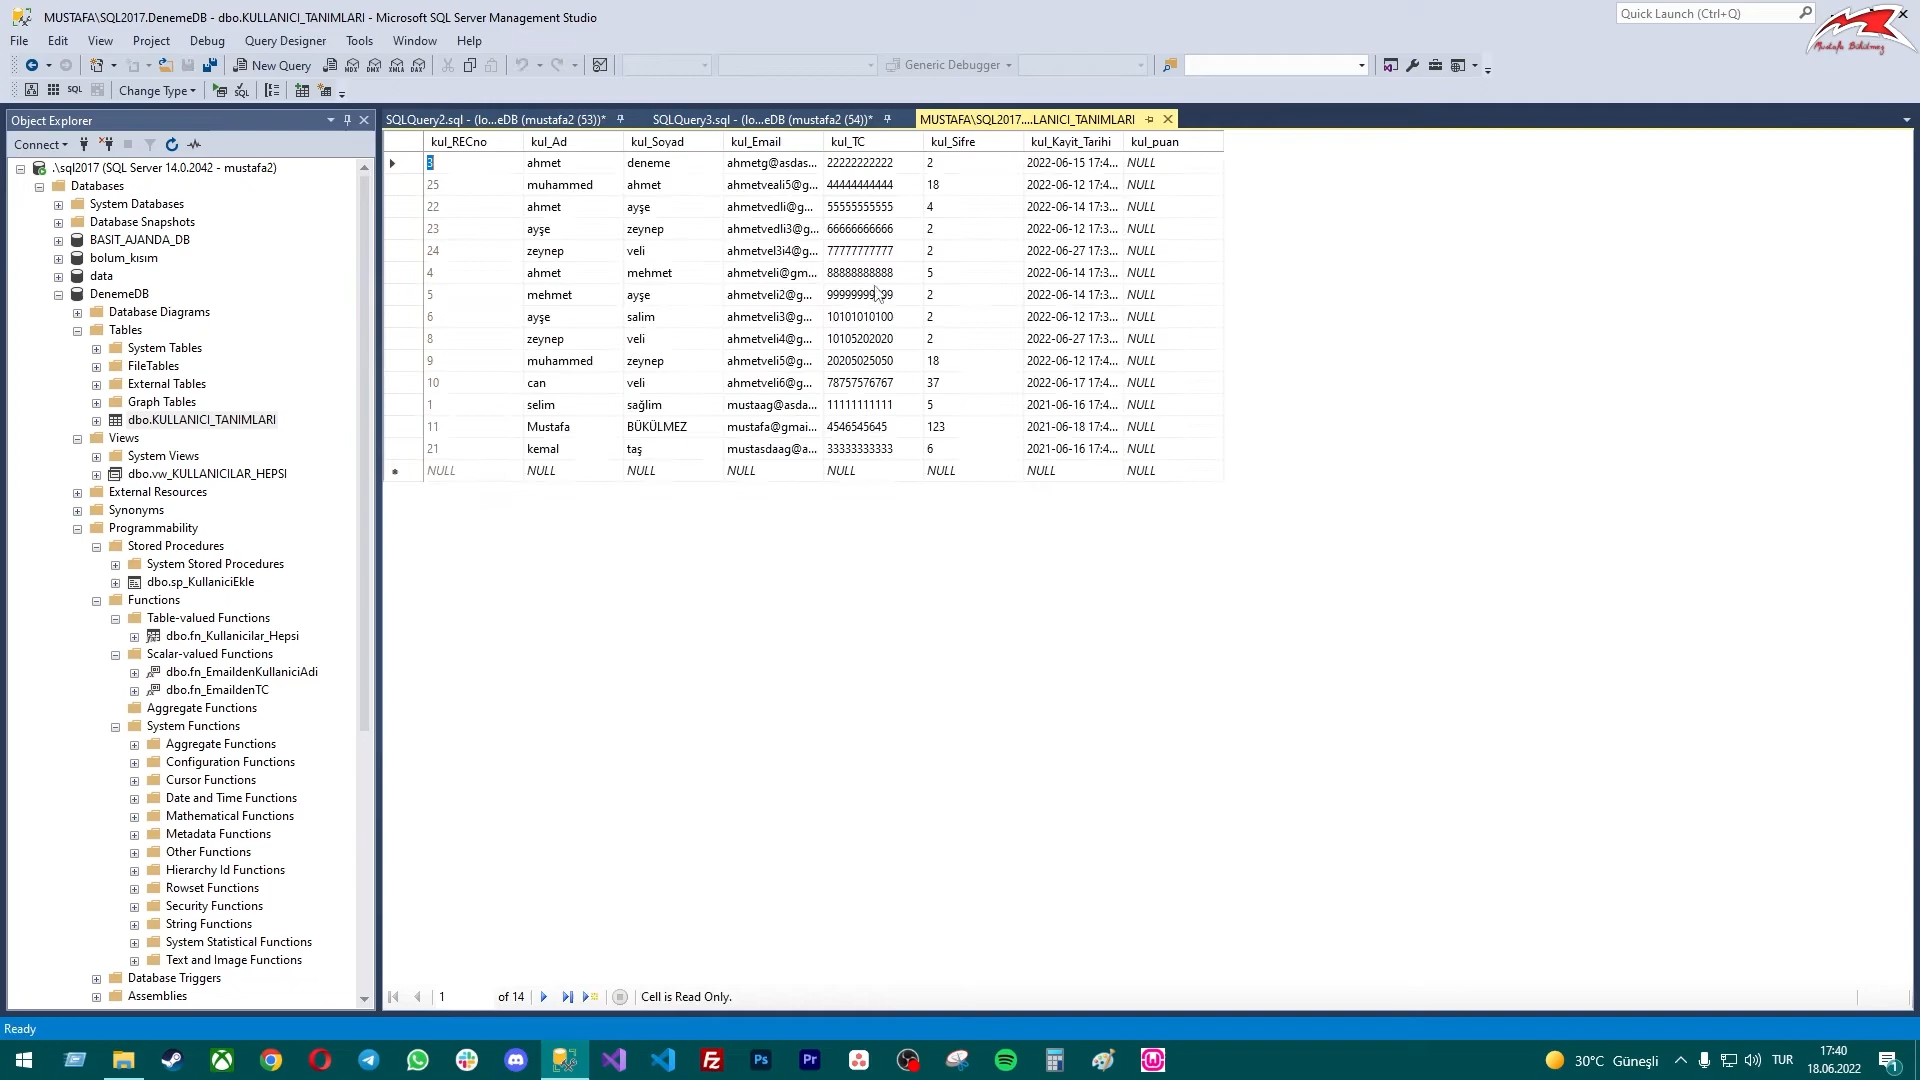 MUSTAFA\SQL2017.DenemeDB - dbo.KULLANICI_TANIMLARI - Microsoft SQL Server Management Studio
Quick Launch (Ctrl+Q)
Mustafa Bükülmez
File Edit View Project Debug Query Designer Tools Window Help
New Query MDX DMX XMLA DAX Generic Debugger
SQL Change Type SQL
Object Explorer
SQLQuery2.sql - (lo...eDB (mustafa2 (53))* SQLQuery3.sql - (lo...eDB (mustafa2 (54))* MUSTAFA\SQL2017....LANICI_TANIMLARI
Connect
.\sql2017 (SQL Server 14.0.2042 - mustafa2)
Databases
System Databases
Database Snapshots
BASIT_AJANDA_DB
bolum_kısım
data
DenemeDB
Database Diagrams
Tables
System Tables
FileTables
External Tables
Graph Tables
dbo.KULLANICI_TANIMLARI
Views
System Views
dbo.vw_KULLANICILAR_HEPSI
External Resources
Synonyms
Programmability
Stored Procedures
System Stored Procedures
dbo.sp_KullaniciEkle
Functions
Table-valued Functions
dbo.fn_Kullanicilar_Hepsi
Scalar-valued Functions
dbo.fn_EmaildenKullaniciAdi
dbo.fn_EmaildenTC
Aggregate Functions
System Functions
Aggregate Functions
Configuration Functions
Cursor Functions
Date and Time Functions
Mathematical Functions
Metadata Functions
Other Functions
Hierarchy Id Functions
Rowset Functions
Security Functions
String Functions
System Statistical Functions
Text and Image Functions
Database Triggers
Assemblies
kul_RECno kul_Ad kul_Soyad kul_Email kul_TC kul_Sifre kul_Kayit_Tarihi kul_puan
3 ahmet deneme ahmetg@asdas... 22222222222 2 2022-06-15 17:4... NULL
25 muhammed ahmet ahmetveali5@g... 44444444444 18 2022-06-12 17:4... NULL
22 ahmet ayşe ahmetvedli@g... 55555555555 4 2022-06-14 17:3... NULL
23 ayşe zeynep ahmetvedli3@g... 66666666666 2 2022-06-12 17:3... NULL
24 zeynep veli ahmetvel3i4@g... 77777777777 2 2022-06-27 17:3... NULL
4 ahmet mehmet ahmetveli@gm... 88888888888 5 2022-06-14 17:3... NULL
5 mehmet ayşe ahmetveli2@g... 2 2022-06-14 17:3... NULL
6 ayşe salim ahmetveli3@g... 10101010100 2 2022-06-12 17:3... NULL
8 zeynep veli ahmetveli4@g... 10105202020 2 2022-06-27 17:3... NULL
9 muhammed zeynep ahmetveli5@g... 20205025050 18 2022-06-12 17:4... NULL
10 can veli ahmetveli6@g... 78757576767 37 2022-06-17 17:4... NULL
1 selim sağlim mustaag@asda... 11111111111 5 2021-06-16 17:4... NULL
11 Mustafa BÜKÜLMEZ mustafa@gmai... 4546545645 123 2021-06-18 17:4... NULL
21 kemal taş mustasdaag@a... 33333333333 6 2021-06-16 17:4... NULL
NULL NULL NULL NULL NULL NULL NULL NULL
1 of 14 Cell is Read Only.
Ready
Ps Pr
30°C Güneşli TUR 17:40
18.06.2022
1